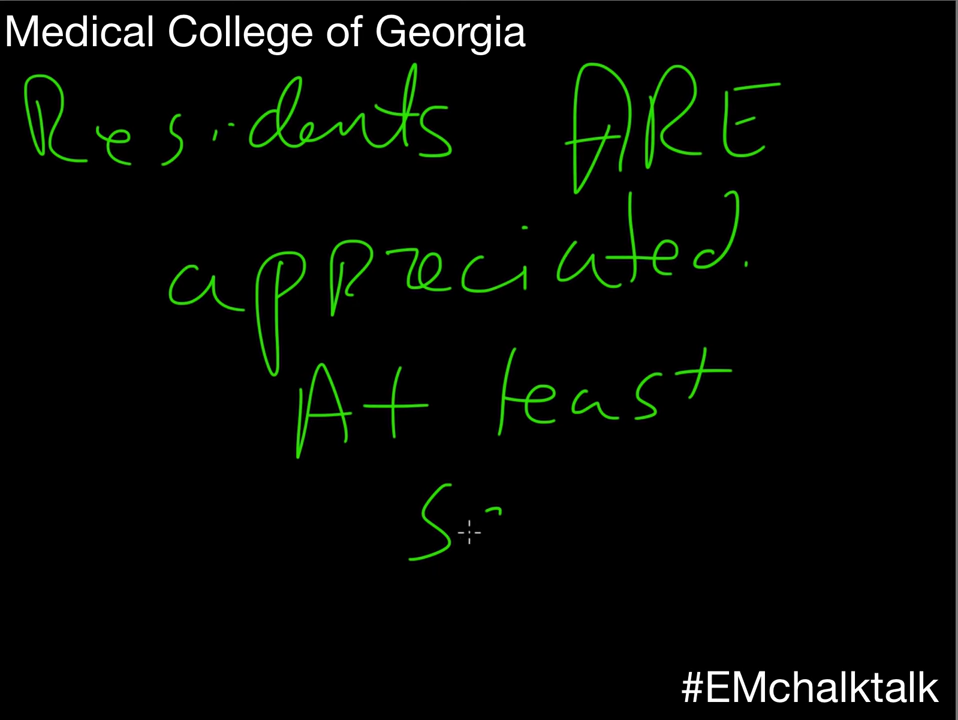 Medical College of Georgia
Residents ARE
appreciated.
At least
S
#EMchalktalk